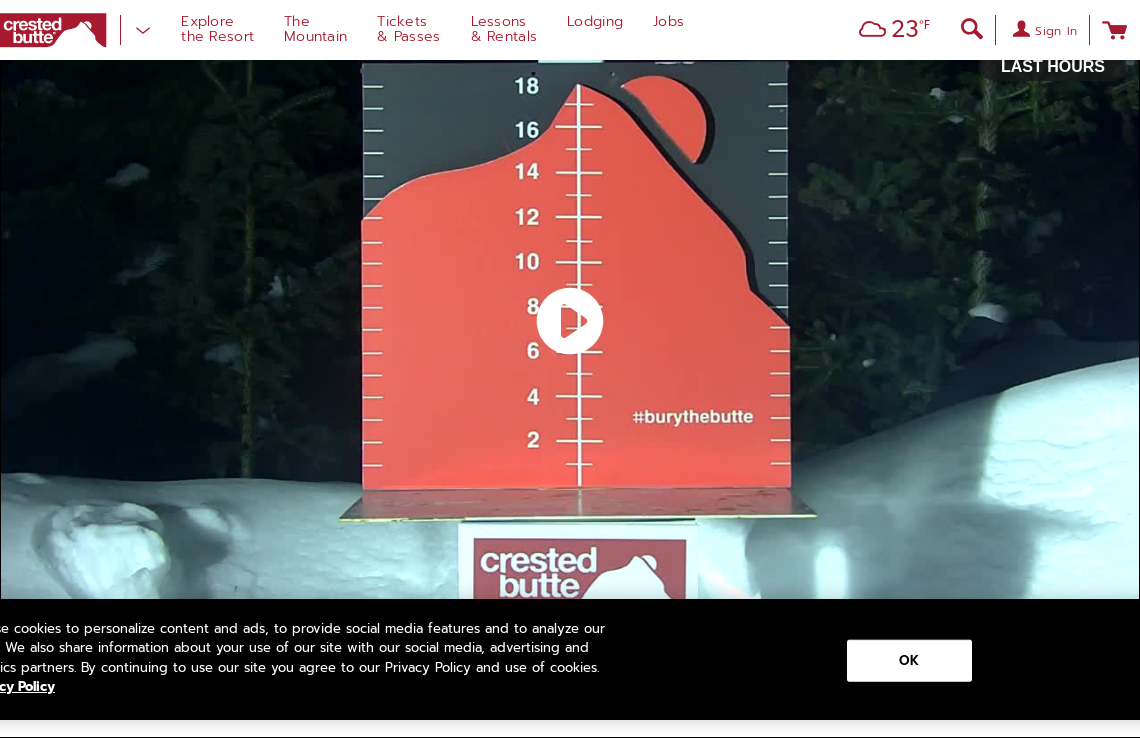 crested
butte
Explore
the Resort
The
Mountain
Tickets
& Passes
Lessons
& Rentals
Lodging
Jobs
23°F
Sign In
LAST HOURS
18
16
14
12
10
8
6
4
2
#burythebutte
crested
butte
cookies to personalize content and ads, to provide social media features and to analyze our
We also share information about your use of our site with our social media, advertising and
partners. By continuing to use our site you agree to our Privacy Policy and use of cookies.
Policy
OK